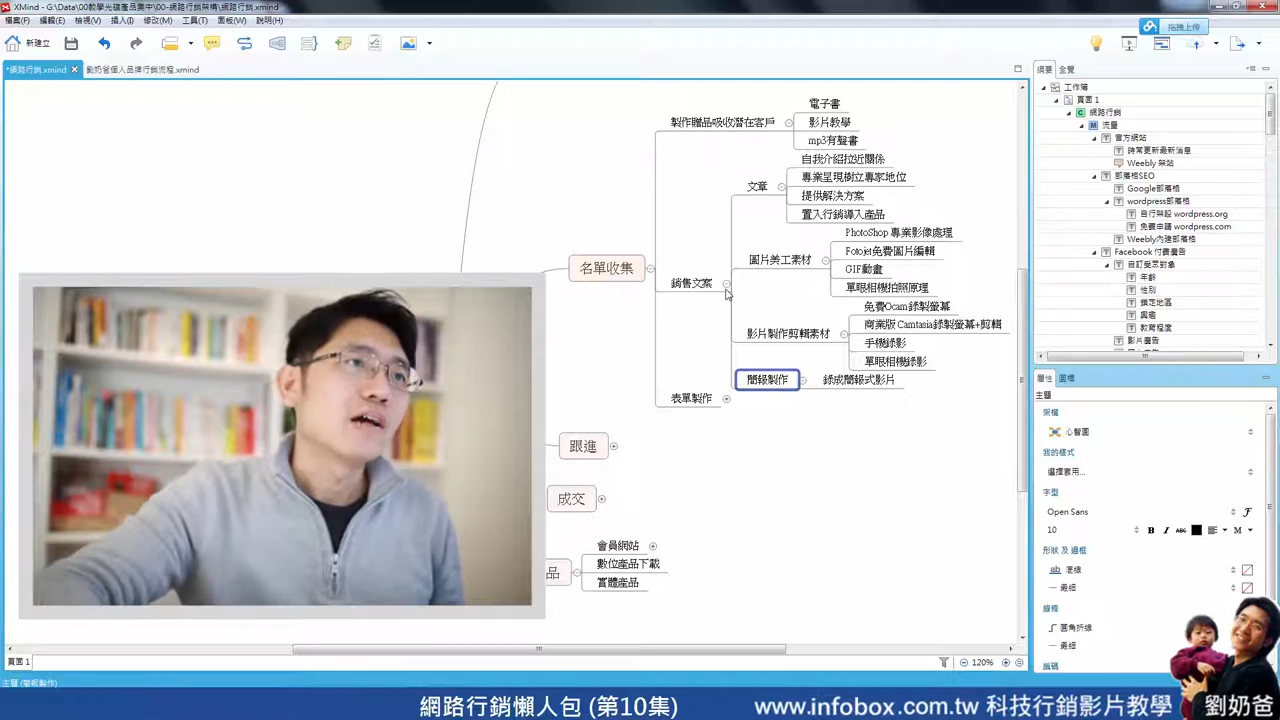 XMind - G:\Data\00教學光碟產品集中\00-網路行銷架構\網路行銷.xmind
檔案(F) 編輯(E) 檢視(V) 插入(I) 修改(M) 工具(T) 面板(W) 說明(H)
拖拽上传
新建立
*網路行銷.xmind
劉奶爸個人品牌行銷流程.xmind
製作贈品吸收潛在客戶
電子書
影片教學
mp3有聲書
名單收集
銷售文案
文章
自我介紹拉近關係
專業呈現樹立專家地位
提供解決方案
置入行銷導入產品
圖片美工素材
PhotoShop 專業影像處理
Fotojet免費圖片編輯
GIF動畫
單眼相機拍照原理
影片製作剪輯素材
免費Ocam錄製螢幕
商業版 Camtasia錄製螢幕+剪輯
手機錄影
單眼相機錄影
簡報製作
錄成簡報式影片
表單製作
跟進
成交
品
會員網站
數位產品下載
實體產品
頁面 1
120%
主題 (簡報製作)
綱要 全覽
工作簿
頁面 1
網路行銷
流量
官方網站
時常更新最新消息
Weebly 架站
部落格SEO
Google部落格
wordpress部落格
自行架設 wordpress.org
免費申請 wordpress.com
Weebly內建部落格
Facebook 付費廣告
自訂受眾對象
年齡
性別
鎖定地區
興趣
教育程度
影片廣告
屬性 圖標
主題
架構
心智圖
我的樣式
選擇套用...
字型
Open Sans
10
B I ABC M
形狀 及 邊框
ab 底線
最細
線條
圓角折線
最細
編碼
網路行銷懶人包 (第10集)
www.infobox.com.tw 科技行銷影片教學
劉奶爸